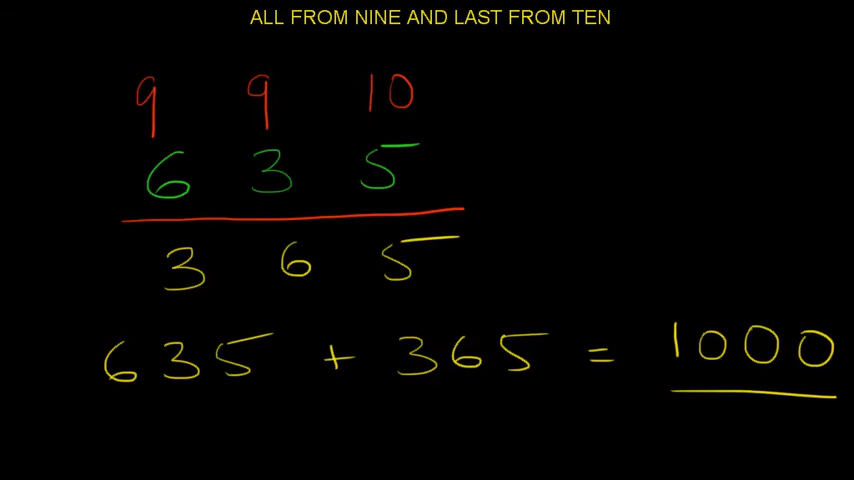 ALL FROM NINE AND LAST FROM TEN
9 9 10
6 3 5
3 6 5
635 + 365 = 1000